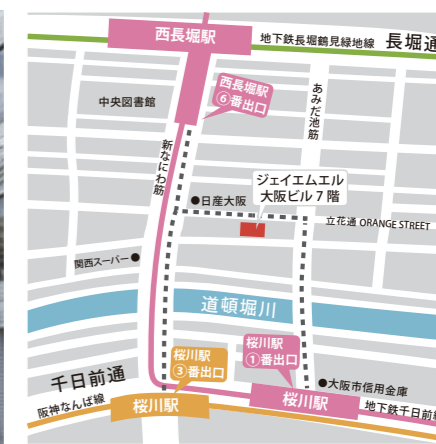 西長堀駅
地下鉄長堀鶴見緑地線
長堀通
中央図書館
西長堀駅
⑥番出口
あみだ池筋
新なにわ筋
ジェイエムエル
大阪ビル7階
●日産大阪
立花通 ORANGE STREET
関西スーパー●
道頓堀川
桜川駅
③番出口
桜川駅
①番出口
千日前通
●大阪市信用金庫
阪神なんば線
桜川駅
桜川駅
地下鉄千日前線